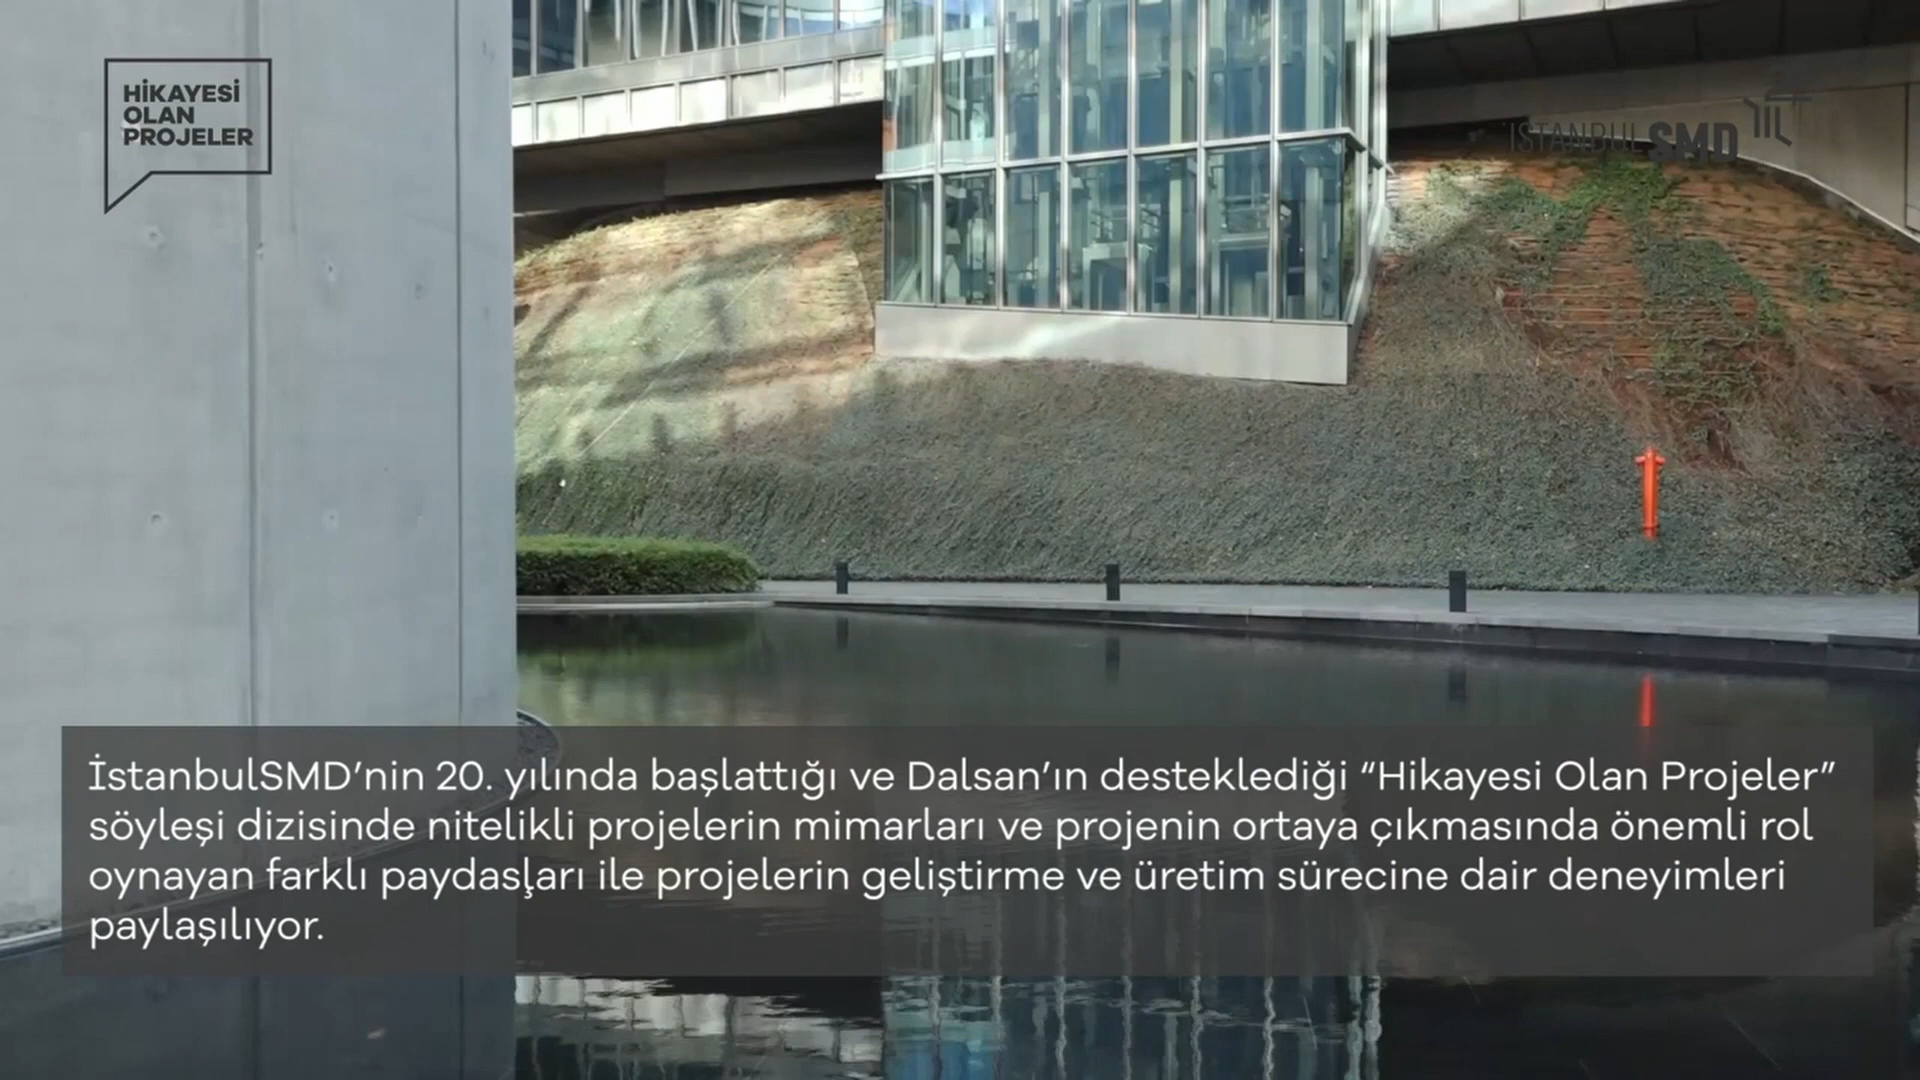 HİKAYESİ
OLAN
PROJELER
İSTANBULSMD
İstanbulSMD’nin 20. yılında başlattığı ve Dalsan’ın desteklediği “Hikayesi Olan Projeler”
söyleşi dizisinde nitelikli projelerin mimarları ve projenin ortaya çıkmasında önemli rol
oynayan farklı paydaşları ile projelerin geliştirme ve üretim sürecine dair deneyimleri
paylaşılıyor.